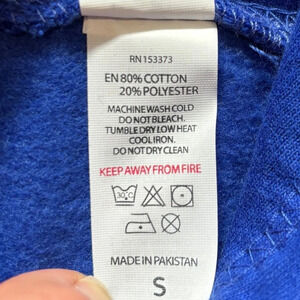 RN 153373
EN 80% COTTON
20% POLYESTER
MACHINE WASH COLD
DO NOT BLEACH.
TUMBLE DRY LOW HEAT
COOL IRON.
DO NOT DRY CLEAN
KEEP AWAY FROM FIRE
30°C
MADE IN PAKISTAN
S